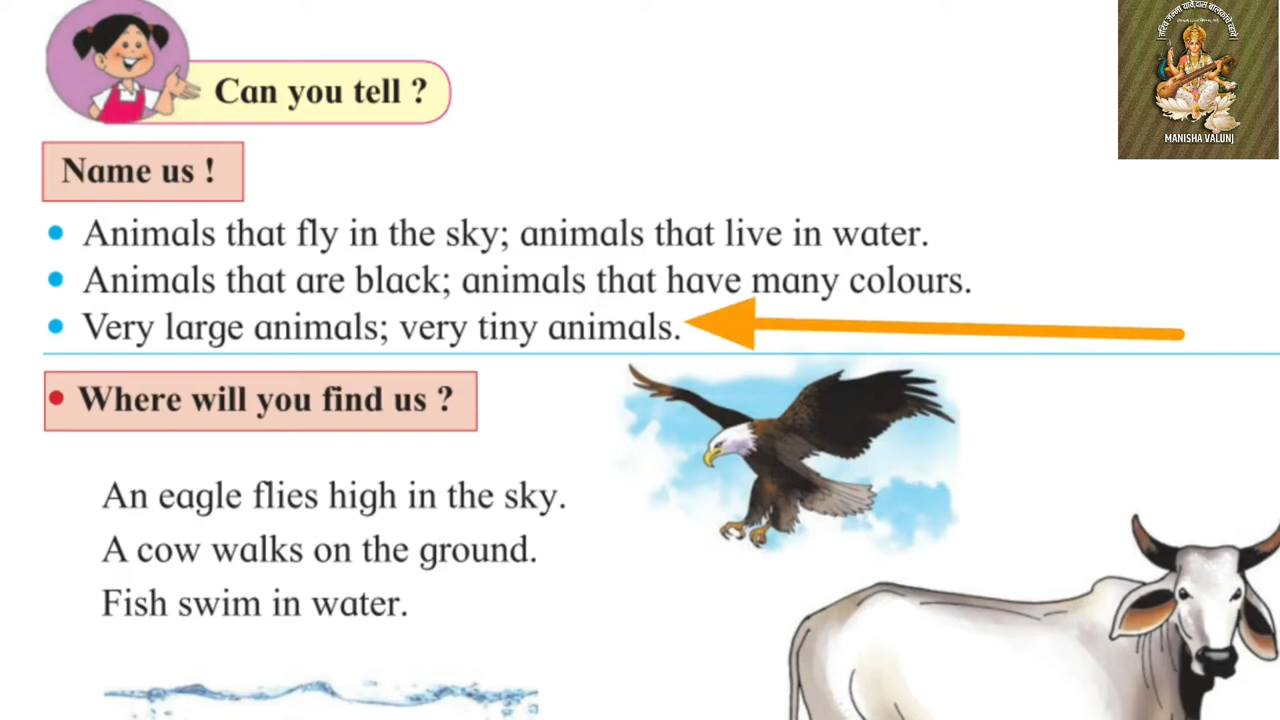 Can you tell ?
MANISHA VALUNJ
Name us !
• Animals that fly in the sky; animals that live in water.
• Animals that are black; animals that have many colours.
• Very large animals; very tiny animals.
• Where will you find us ?
An eagle flies high in the sky.
A cow walks on the ground.
Fish swim in water.